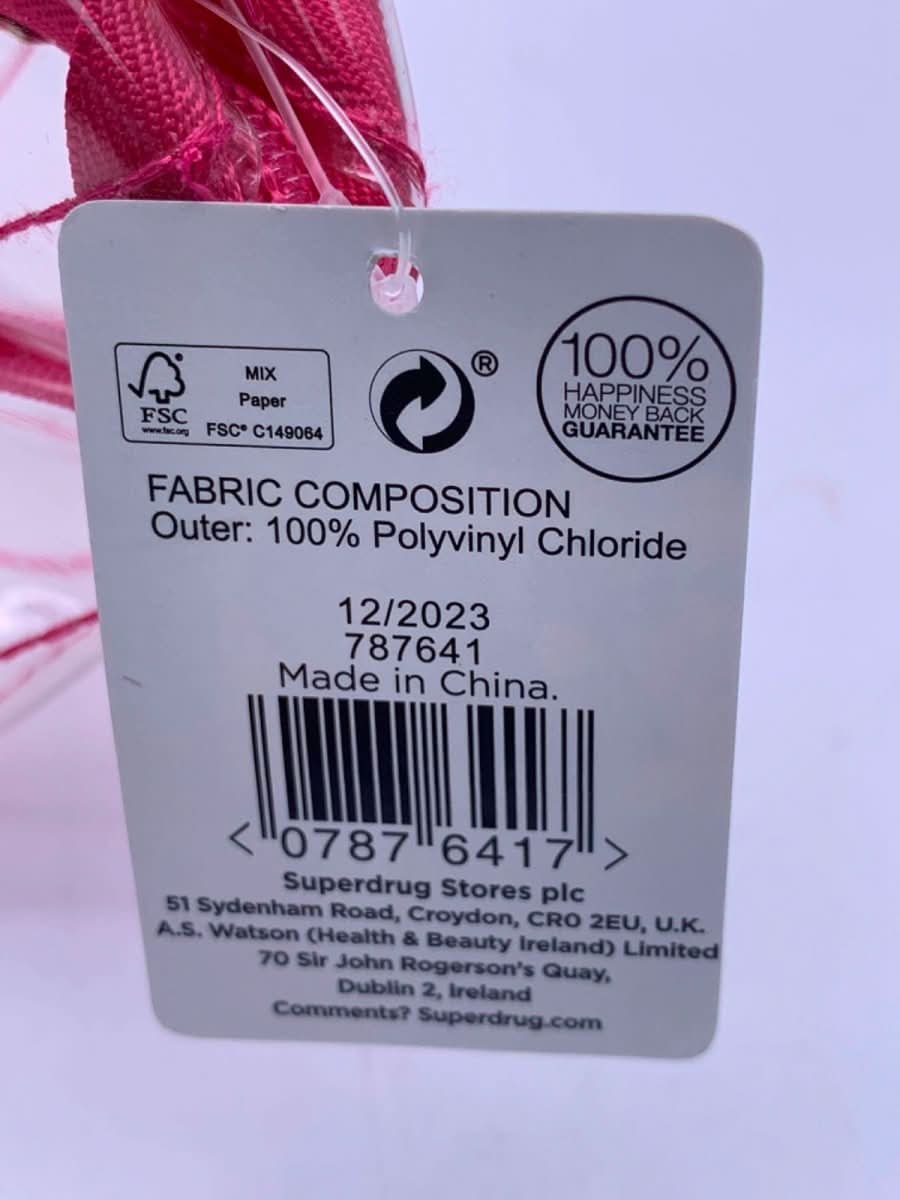 FSC
www.fsc.org
MIX
Paper
FSC® C149064
®
100%
HAPPINESS
MONEY BACK
GUARANTEE
FABRIC COMPOSITION
Outer: 100% Polyvinyl Chloride
12/2023
787641
Made in China.
< 0787 6417 >
Superdrug Stores plc
51 Sydenham Road, Croydon, CR0 2EU, U.K.
A.S. Watson (Health & Beauty Ireland) Limited
70 Sir John Rogerson's Quay,
Dublin 2, Ireland
Comments? Superdrug.com